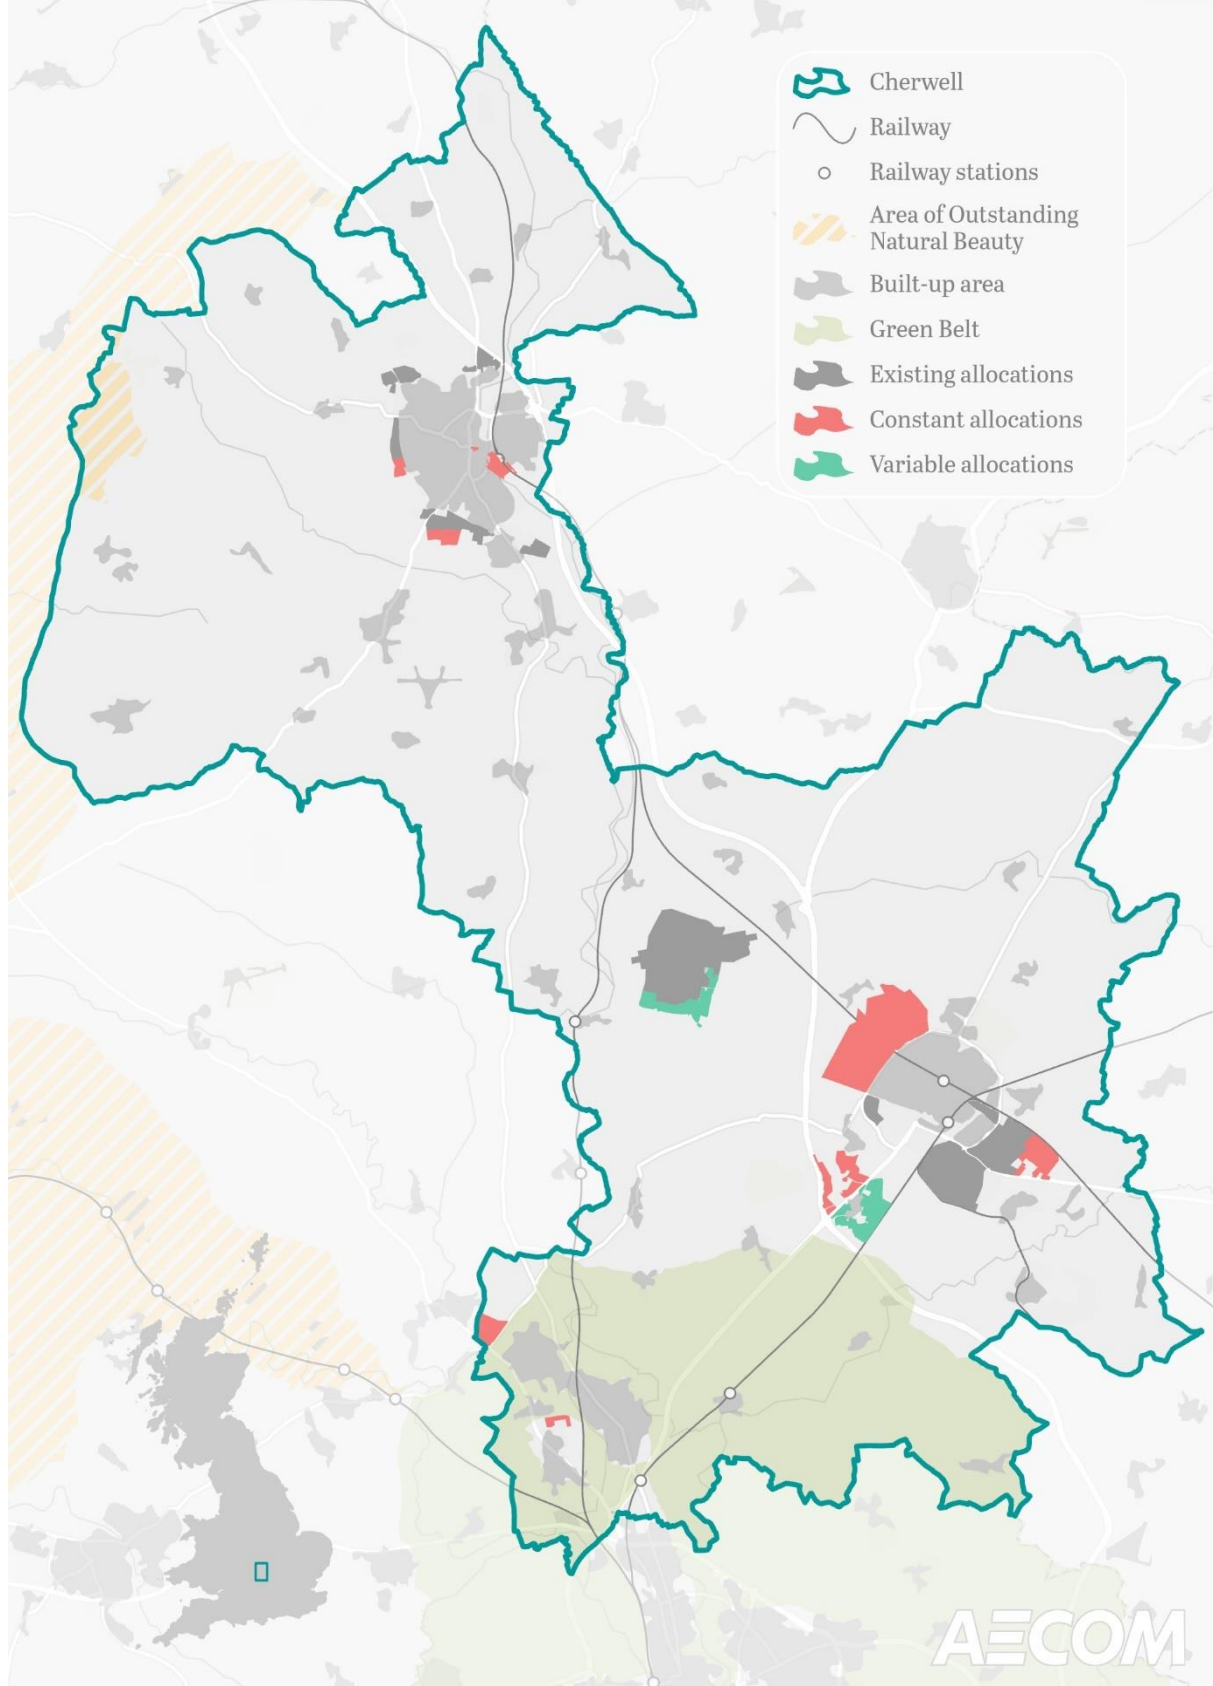 Cherwell
Railway
Railway stations
Area of Outstanding
Natural Beauty
Built-up area
Green Belt
Existing allocations
Constant allocations
Variable allocations
AECOM